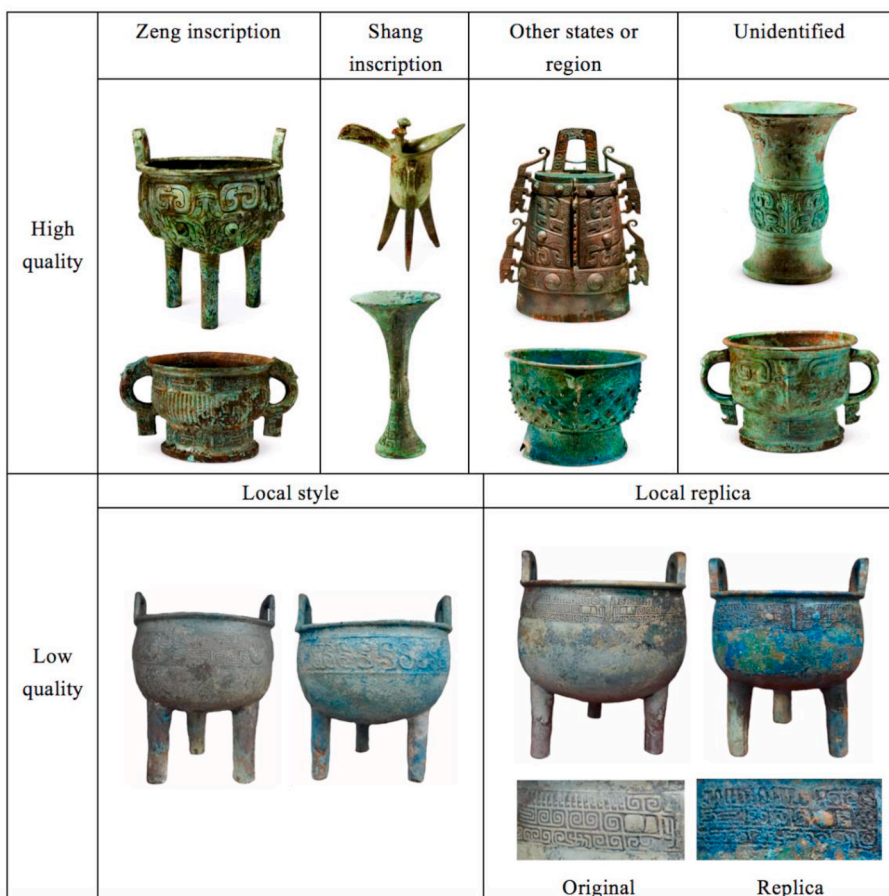 Zeng inscription
Shang
inscription
Other states or
region
Unidentified
High
quality
Local style
Local replica
Low
quality
Original
Replica